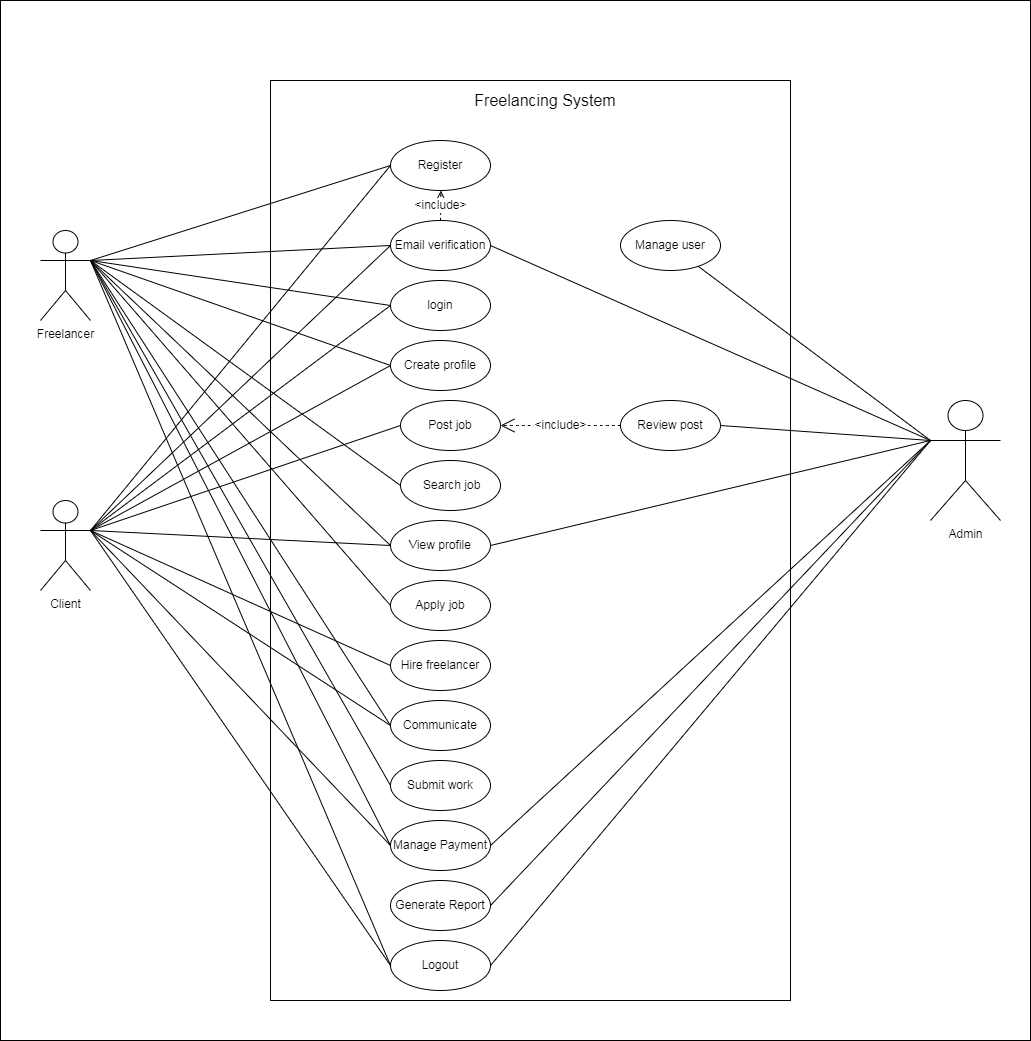 Freelancing System
Register
<include>
Email verification
Manage user
login
Freelancer
Create profile
Post job
<include>
Review post
Search job
Admin
View profile
Client
Apply job
Hire freelancer
Communicate
Submit work
Manage Payment
Generate Report
Logout